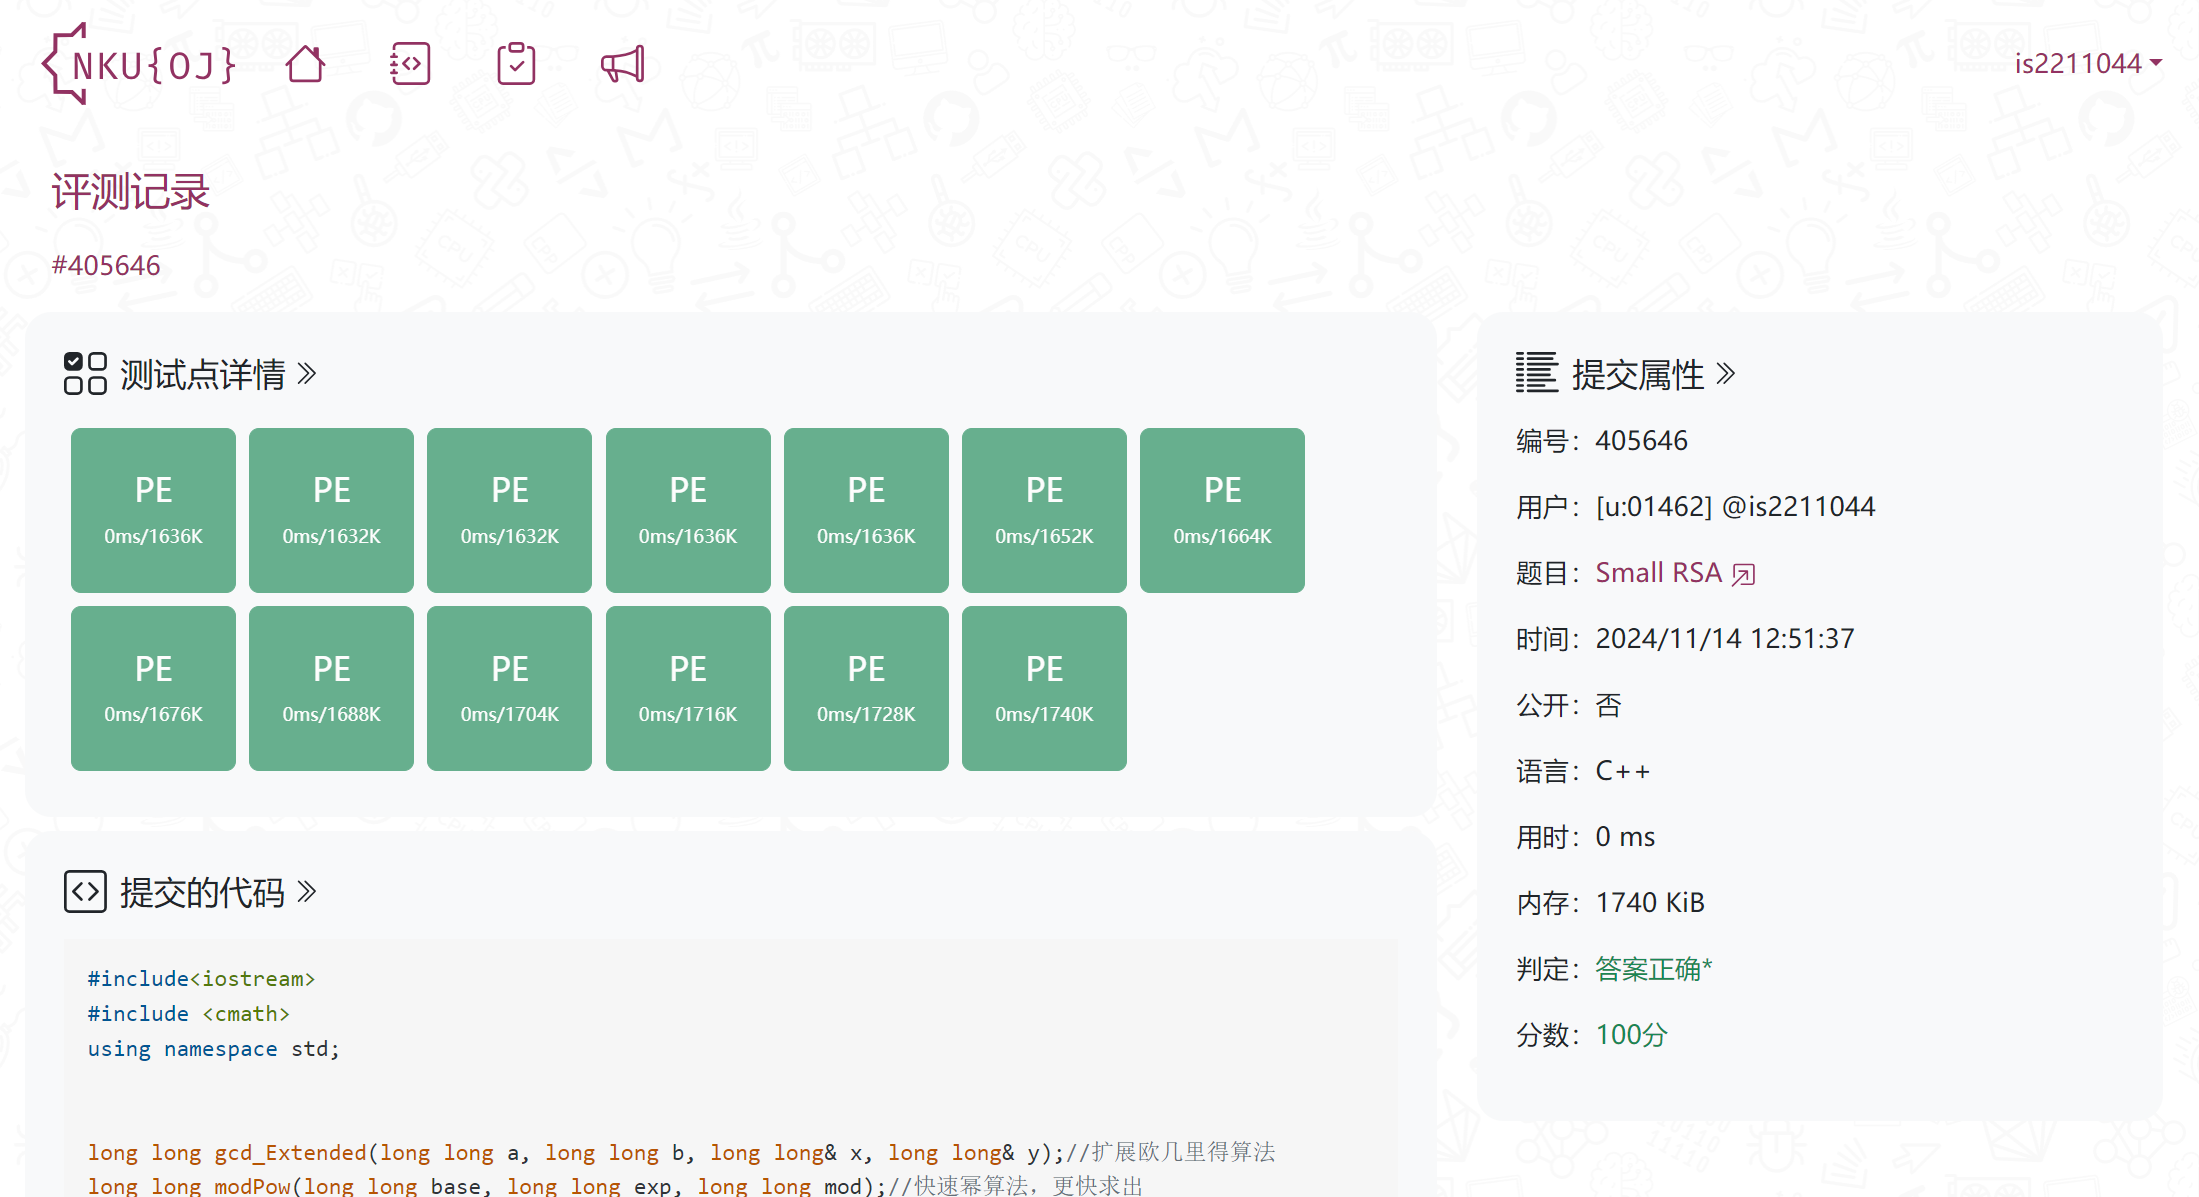 NKU{OJ}
is2211044
评测记录
#405646
测试点详情
PE
0ms/1636K
PE
0ms/1632K
PE
0ms/1632K
PE
0ms/1636K
PE
0ms/1636K
PE
0ms/1652K
PE
0ms/1664K
PE
0ms/1676K
PE
0ms/1688K
PE
0ms/1704K
PE
0ms/1716K
PE
0ms/1728K
PE
0ms/1740K
提交的代码
#include<iostream>
#include <cmath>
using namespace std;
long long gcd_Extended(long long a, long long b, long long& x, long long& y);//扩展欧几里得算法
long long modPow(long long base, long long exp, long long mod);//快速幂算法，更快求出
提交属性
编号：405646
用户：[u:01462] @is2211044
题目：Small RSA
时间：2024/11/14 12:51:37
公开：否
语言：C++
用时：0 ms
内存：1740 KiB
判定：答案正确*
分数：100分